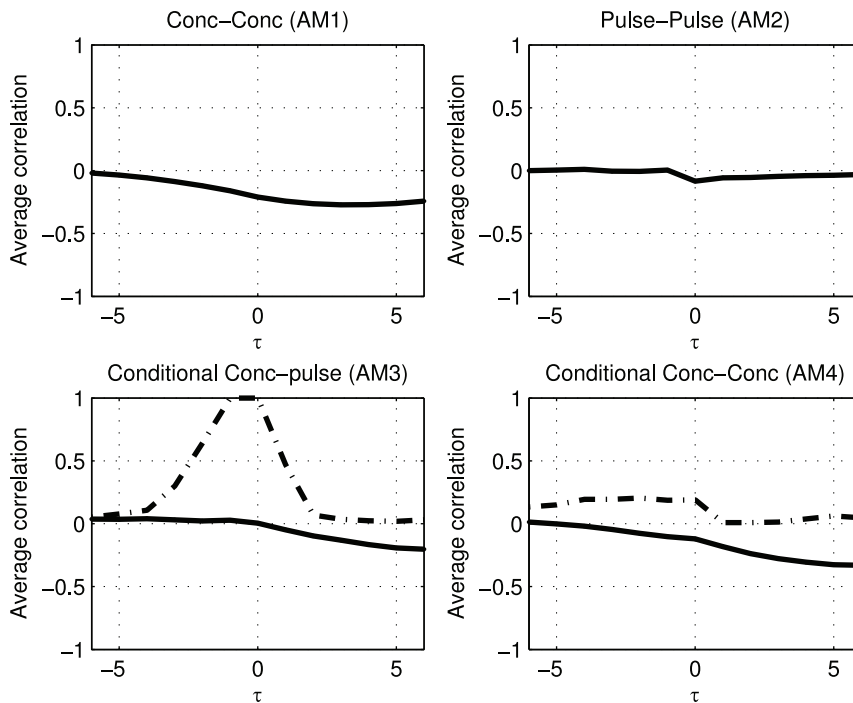 Conc–Conc (AM1)
1
0.5
0
−0.5
−1
−5
0
5
τ
Average correlation
Pulse–Pulse (AM2)
1
0.5
0
−0.5
−1
−5
0
5
τ
Average correlation
Conditional Conc–pulse (AM3)
1
0.5
0
−0.5
−1
−5
0
5
τ
Average correlation
Conditional Conc–Conc (AM4)
1
0.5
0
−0.5
−1
−5
0
5
τ
Average correlation